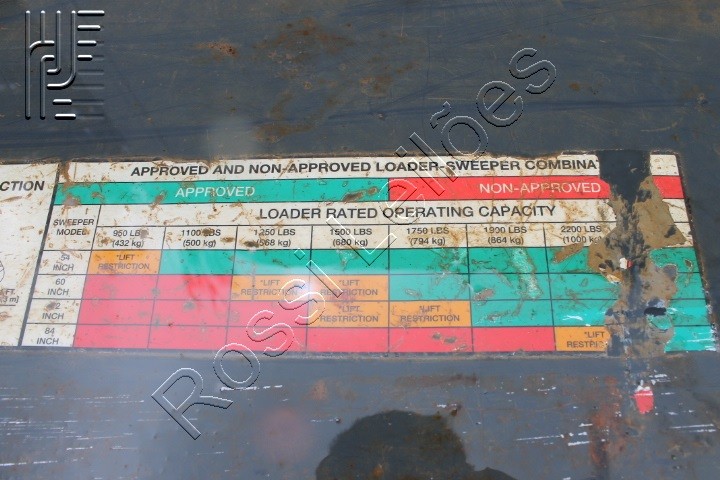 APPROVED AND NON-APPROVED LOADER-SWEEPER COMBINAT
APPROVED NON-APPROVED
LOADER RATED OPERATING CAPACITY
SWEEPER MODEL 950 LBS (432 kg) 1100 LBS (500 kg) 1250 LBS (568 kg) 1500 LBS (680 kg) 1750 LBS (794 kg) 1900 LBS (864 kg) 2200 LBS (1000 kg)
54 INCH *LIFT RESTRICTION
60 INCH *LIFT RESTRICTION *LIFT RESTRICTION
72 INCH *LIFT RESTRICTION *LIFT RESTRICTION
84 INCH *LIFT RESTR
Rossi Leilões